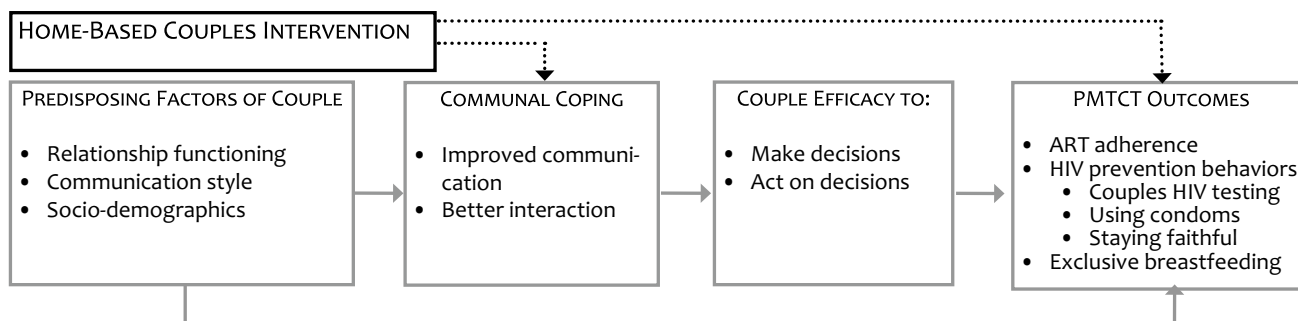 HOME-BASED COUPLES INTERVENTION
PREDISPOSING FACTORS OF COUPLE
• Relationship functioning
• Communication style
• Socio-demographics
COMMUNAL COPING
• Improved communi-
cation
• Better interaction
COUPLE EFFICACY TO:
• Make decisions
• Act on decisions
PMTCT OUTCOMES
• ART adherence
• HIV prevention behaviors
• Couples HIV testing
• Using condoms
• Staying faithful
• Exclusive breastfeeding